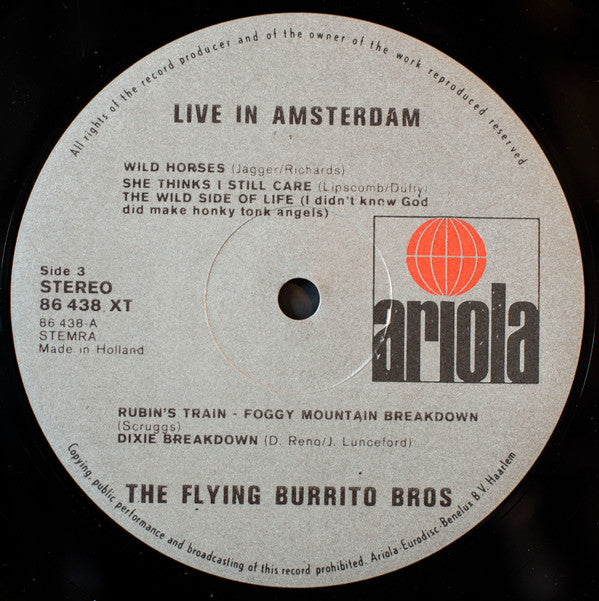 All rights of the record producer and of the owner of the work reproduced reserved.
LIVE IN AMSTERDAM
WILD HORSES (Jagger/Richards)
SHE THINKS I STILL CARE (Lipscomb/Duffy)
THE WILD SIDE OF LIFE (I didn't know God
did make honky tonk angels)
Side 3
STEREO
86 438 XT
86 438-A
STEMRA
Made in Holland
ariola
RUBIN'S TRAIN - FOGGY MOUNTAIN BREAKDOWN
(Scruggs)
DIXIE BREAKDOWN (D. Reno/J. Lunceford)
THE FLYING BURRITO BROS
Copying, public performance and broadcasting of this record prohibited. Ariola-Eurodisc-Benelux B.V. Haarlem